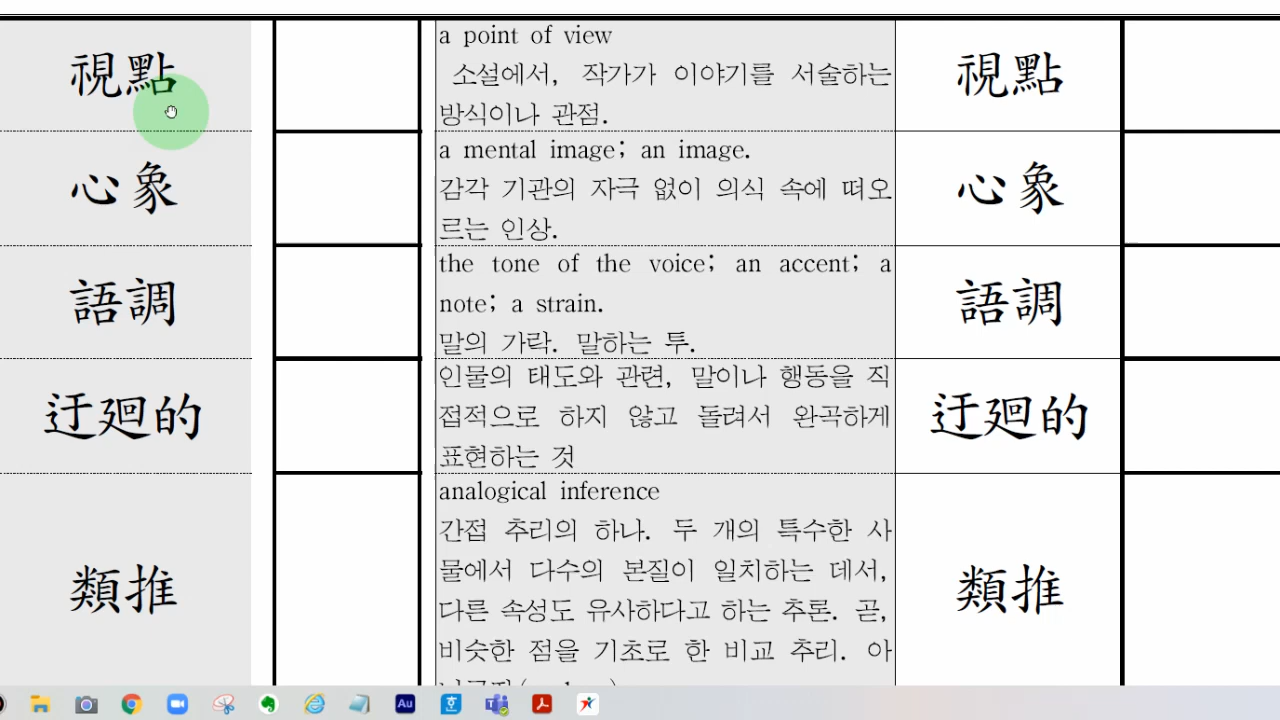 視點
a point of view
소설에서, 작가가 이야기를 서술하는
방식이나 관점.
視點
心象
a mental image; an image.
감각 기관의 자극 없이 의식 속에 떠오
르는 인상.
心象
語調
the tone of the voice; an accent; a
note; a strain.
말의 가락. 말하는 투.
語調
迂廻的
인물의 태도와 관련, 말이나 행동을 직
접적으로 하지 않고 돌려서 완곡하게
표현하는 것
迂廻的
類推
analogical inference
간접 추리의 하나. 두 개의 특수한 사
물에서 다수의 본질이 일치하는 데서,
다른 속성도 유사하다고 하는 추론. 곧,
비슷한 점을 기초로 한 비교 추리. 아
類推
Au